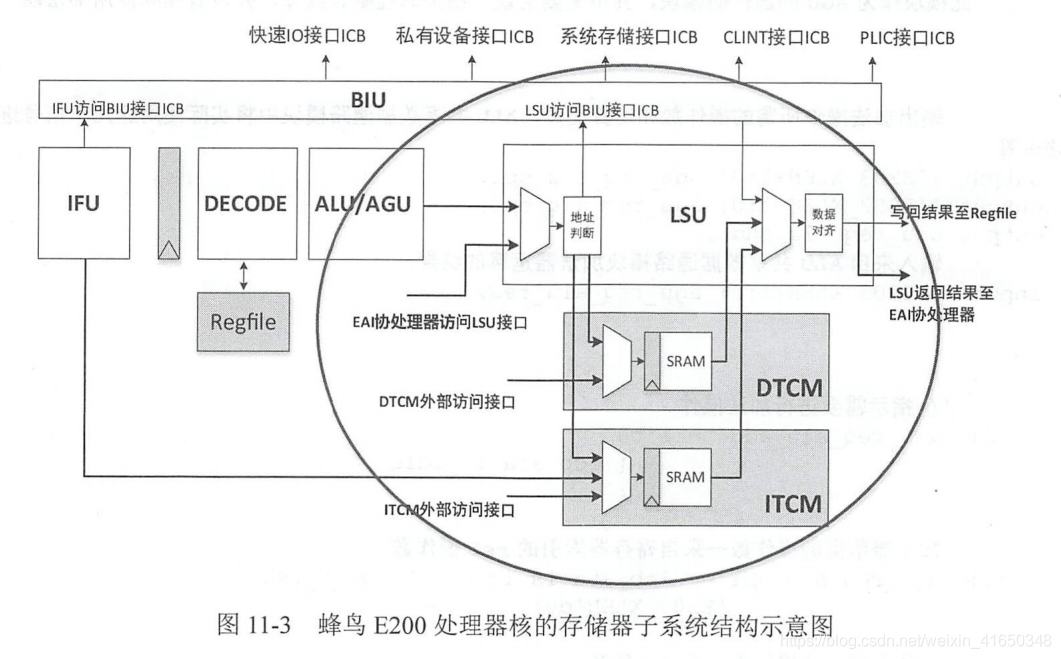 快速IO接口ICB 私有设备接口ICB 系统存储接口ICB CLINT接口ICB PLIC接口ICB
BIU
IFU访问BIU接口ICB
LSU访问BIU接口ICB
IFU
DECODE
ALU/AGU
地址
判断
LSU
数据
对齐
写回结果至Regfile
Regfile
EAI协处理器访问LSU接口
LSU返回结果至
EAI协处理器
SRAM
DTCM
DTCM外部访问接口
SRAM
ITCM
ITCM外部访问接口
图 11-3 蜂鸟 E200 处理器核的存储器子系统结构示意图
https://blog.csdn.net/weixin_41650348